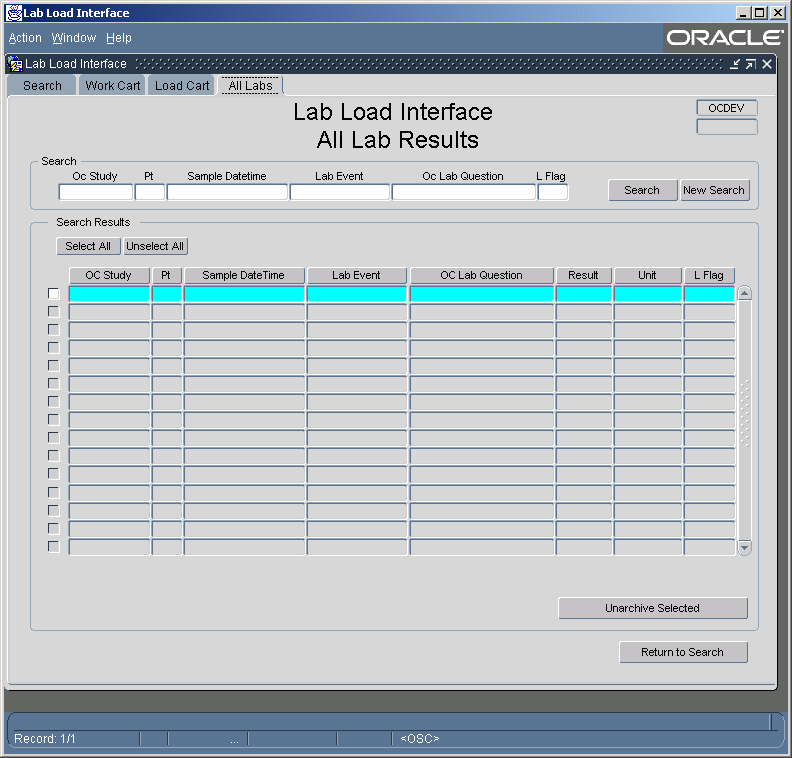 Lab Load Interface
Action Window Help
ORACLE
Lab Load Interface
Search Work Cart Load Cart All Labs
Lab Load Interface
OCDEV
All Lab Results
Search
Oc Study Pt Sample Datetime Lab Event Oc Lab Question L Flag
Search New Search
Search Results
Select All Unselect All
OC Study Pt Sample DateTime Lab Event OC Lab Question Result Unit L Flag
Unarchive Selected
Return to Search
Record: 1/1 ... <OSC>